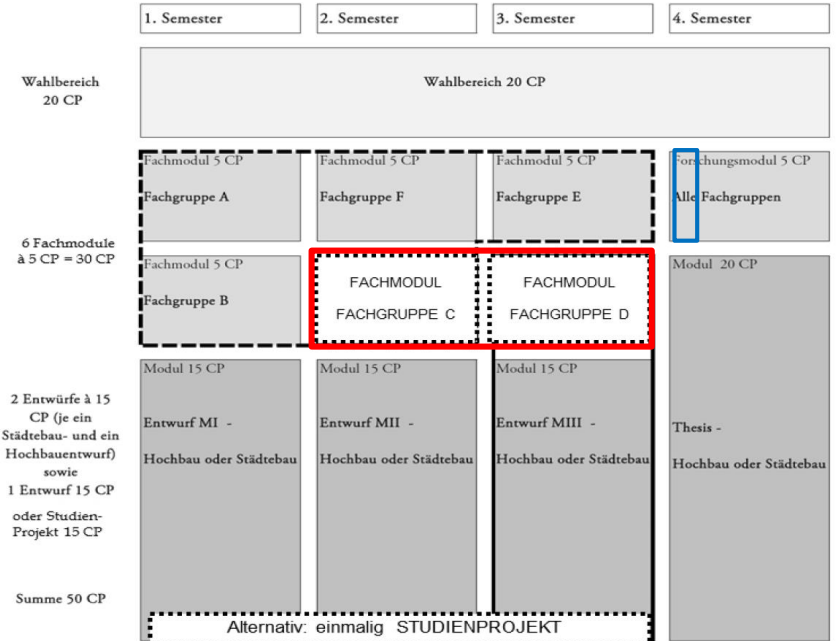 1. Semester
2. Semester
3. Semester
4. Semester
Wahlbereich
20 CP
Wahlbereich 20 CP
6 Fachmodule
à 5 CP = 30 CP
Fachmodul 5 CP
Fachgruppe A
Fachmodul 5 CP
Fachgruppe F
Fachmodul 5 CP
Fachgruppe E
Forschungsmodul 5 CP
Alle Fachgruppen
Fachmodul 5 CP
Fachgruppe B
FACHMODUL
FACHGRUPPE C
FACHMODUL
FACHGRUPPE D
Modul 20 CP
Thesis -
Hochbau oder Städtebau
2 Entwürfe à 15
CP (je ein
Städtebau- und ein
Hochbauentwurf)
sowie
1 Entwurf 15 CP
oder Studien-
Projekt 15 CP
Summe 50 CP
Modul 15 CP
Entwurf MI -
Hochbau oder Städtebau
Modul 15 CP
Entwurf MII -
Hochbau oder Städtebau
Modul 15 CP
Entwurf MIII -
Hochbau oder Städtebau
Alternativ: einmalig STUDIENPROJEKT